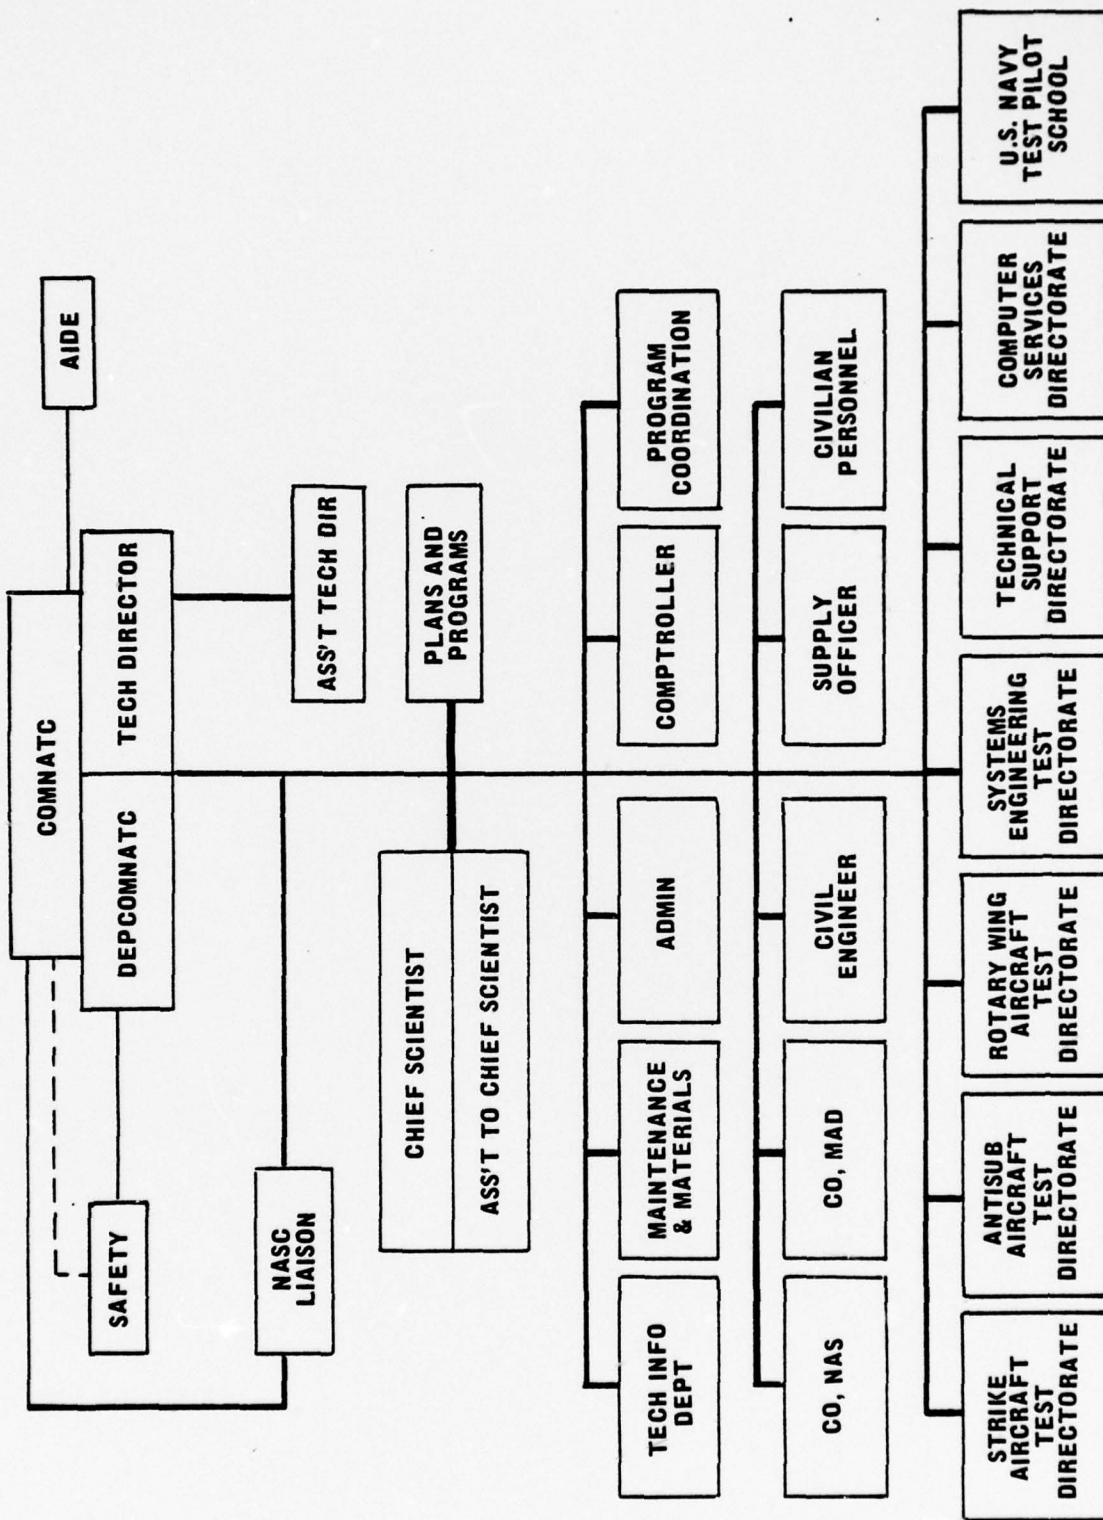 COMNATC
AIDE
DEPCOMNATC
TECH DIRECTOR
SAFETY
NASC
LIAISON
ASS'T TECH DIR
CHIEF SCIENTIST
ASS'T TO CHIEF SCIENTIST
PLANS AND
PROGRAMS
TECH INFO
DEPT
MAINTENANCE
& MATERIALS
ADMIN
COMPTROLLER
PROGRAM
COORDINATION
CO, NAS
CO, MAD
CIVIL
ENGINEER
SUPPLY
OFFICER
CIVILIAN
PERSONNEL
STRIKE
AIRCRAFT
TEST
DIRECTORATE
ANTISUB
AIRCRAFT
TEST
DIRECTORATE
ROTARY WING
AIRCRAFT
TEST
DIRECTORATE
SYSTEMS
ENGINEERING
TEST
DIRECTORATE
TECHNICAL
SUPPORT
DIRECTORATE
COMPUTER
SERVICES
DIRECTORATE
U.S. NAVY
TEST PILOT
SCHOOL